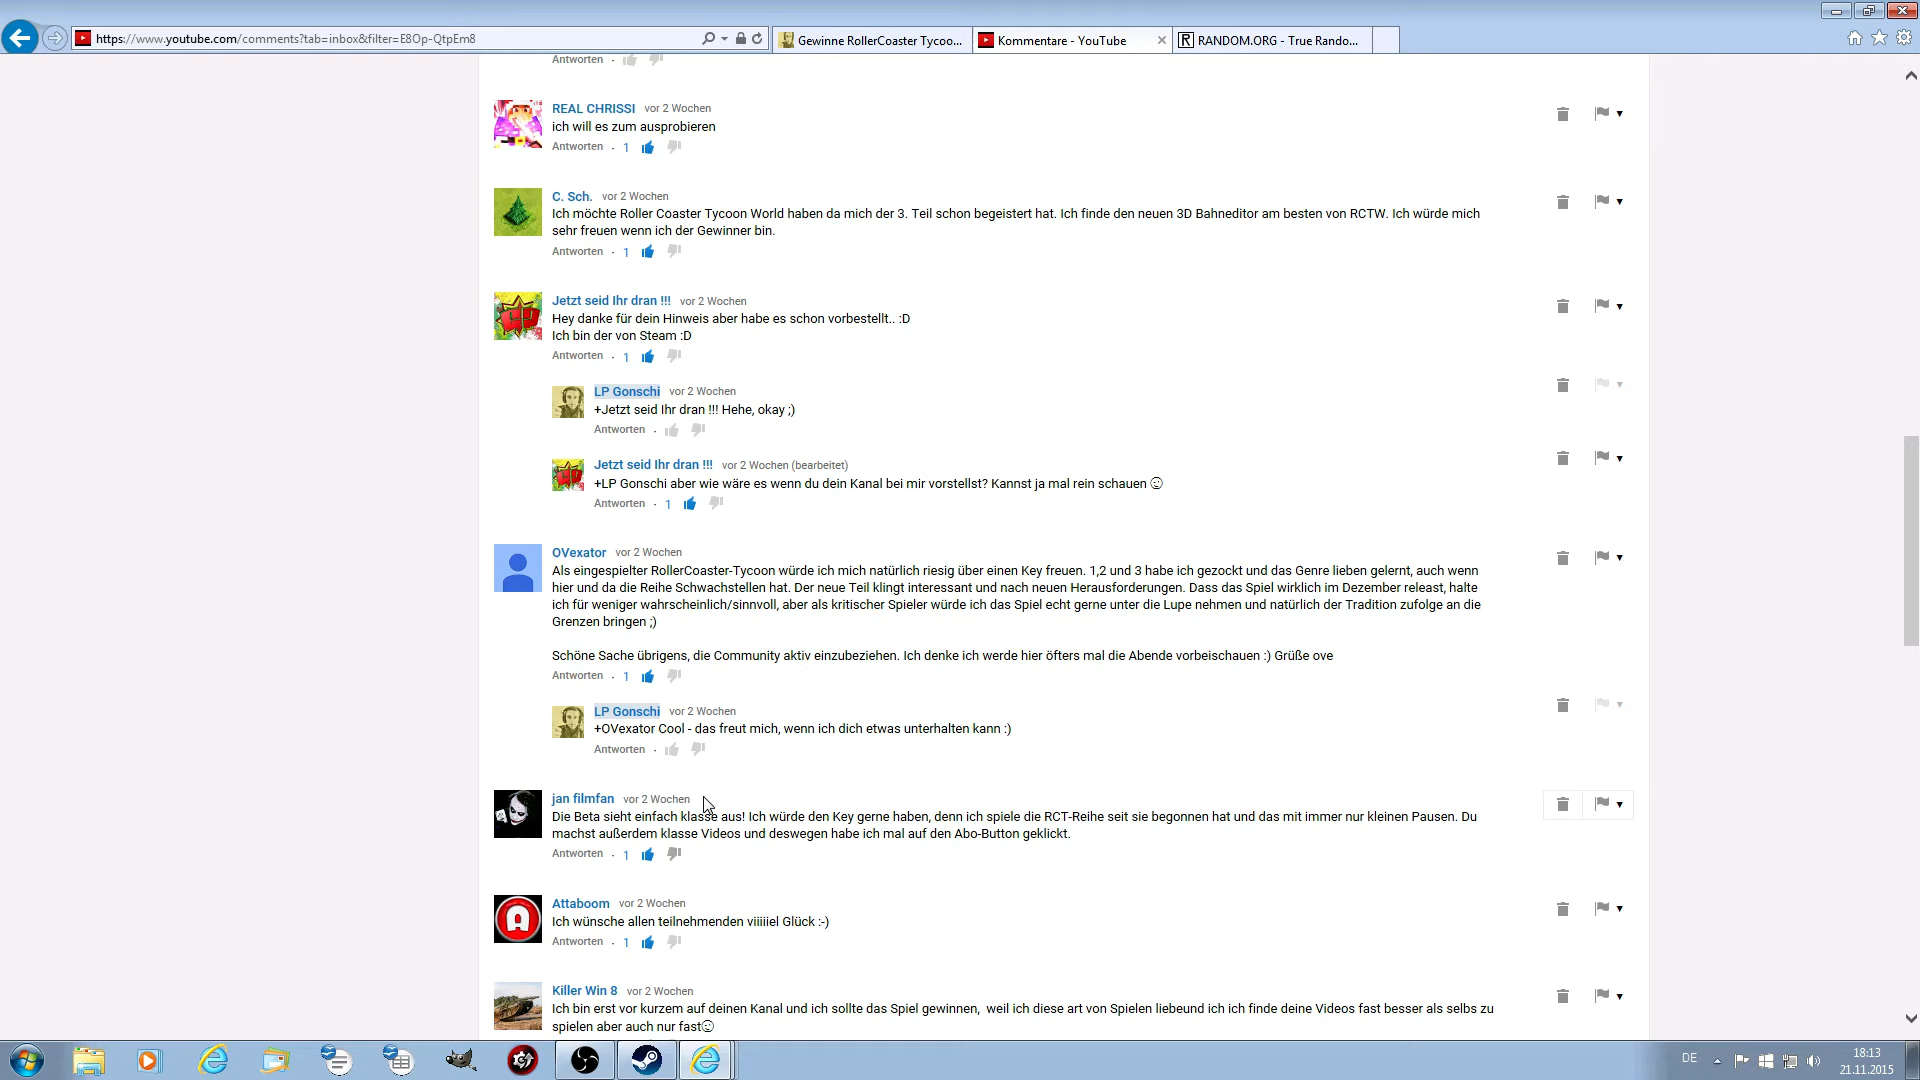 https://www.youtube.com/comments?tab=inbox&filter=E8Op-QtpEm8
Gewinne RollerCoaster Tycoo...
Kommentare - YouTube
RANDOM.ORG - True Rando...
Antworten
REAL CHRISSI vor 2 Wochen
ich will es zum ausprobieren
Antworten · 1
C. Sch. vor 2 Wochen
Ich möchte Roller Coaster Tycoon World haben da mich der 3. Teil schon begeistert hat. Ich finde den neuen 3D Bahneditor am besten von RCTW. Ich würde mich
sehr freuen wenn ich der Gewinner bin.
Antworten · 1
Jetzt seid Ihr dran !!! vor 2 Wochen
Hey danke für dein Hinweis aber habe es schon vorbestellt.. :D
Ich bin der von Steam :D
Antworten · 1
LP Gonschi vor 2 Wochen
+Jetzt seid Ihr dran !!! Hehe, okay ;)
Antworten ·
Jetzt seid Ihr dran !!! vor 2 Wochen (bearbeitet)
+LP Gonschi aber wie wäre es wenn du dein Kanal bei mir vorstellst? Kannst ja mal rein schauen ☺
Antworten · 1
OVexator vor 2 Wochen
Als eingespielter RollerCoaster-Tycoon würde ich mich natürlich riesig über einen Key freuen. 1,2 und 3 habe ich gezockt und das Genre lieben gelernt, auch wenn
hier und da die Reihe Schwachstellen hat. Der neue Teil klingt interessant und nach neuen Herausforderungen. Dass das Spiel wirklich im Dezember releast, halte
ich für weniger wahrscheinlich/sinnvoll, aber als kritischer Spieler würde ich das Spiel echt gerne unter die Lupe nehmen und natürlich der Tradition zufolge an die
Grenzen bringen ;)
Schöne Sache übrigens, die Community aktiv einzubeziehen. Ich denke ich werde hier öfters mal die Abende vorbeischauen :) Grüße ove
Antworten · 1
LP Gonschi vor 2 Wochen
+OVexator Cool - das freut mich, wenn ich dich etwas unterhalten kann :)
Antworten ·
jan filmfan vor 2 Wochen
Die Beta sieht einfach klasse aus! Ich würde den Key gerne haben, denn ich spiele die RCT-Reihe seit sie begonnen hat und das mit immer nur kleinen Pausen. Du
machst außerdem klasse Videos und deswegen habe ich mal auf den Abo-Button geklickt.
Antworten · 1
Attaboom vor 2 Wochen
Ich wünsche allen teilnehmenden viiiiiel Glück :-)
Antworten · 1
Killer Win 8 vor 2 Wochen
Ich bin erst vor kurzem auf deinen Kanal und ich sollte das Spiel gewinnen, weil ich diese art von Spielen liebeund ich ich finde deine Videos fast besser als selbs zu
spielen aber auch nur fast☺
DE
18:13
21.11.2015